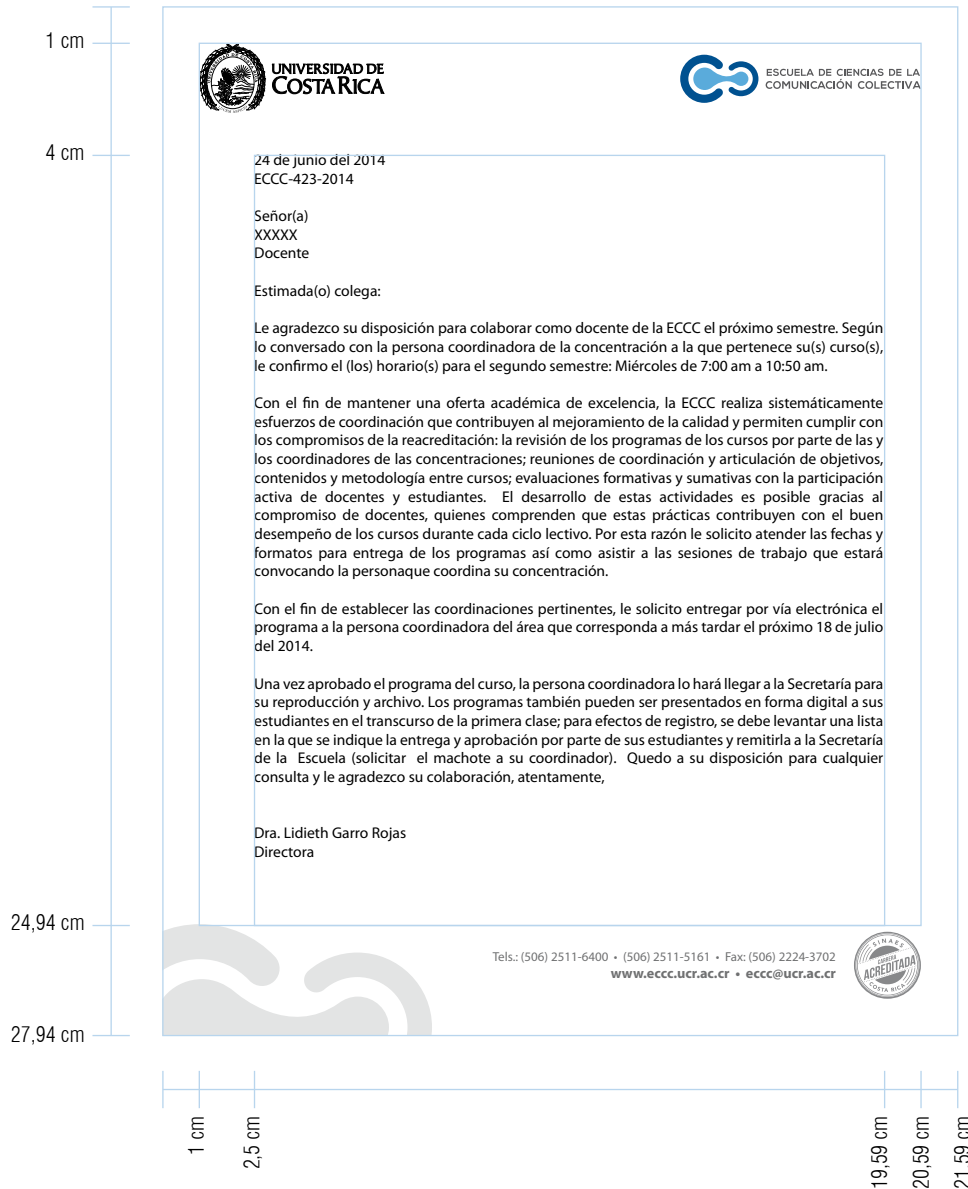 1 cm
UNIVERSIDAD DE
COSTA RICA
ESCUELA DE CIENCIAS DE LA
COMUNICACIÓN COLECTIVA
4 cm
24 de junio del 2014
ECCC-423-2014
Señor(a)
XXXXX
Docente
Estimada(o) colega:
Le agradezco su disposición para colaborar como docente de la ECCC el próximo semestre. Según
lo conversado con la persona coordinadora de la concentración a la que pertenece su(s) curso(s),
le confirmo el (los) horario(s) para el segundo semestre: Miércoles de 7:00 am a 10:50 am.
Con el fin de mantener una oferta académica de excelencia, la ECCC realiza sistemáticamente
esfuerzos de coordinación que contribuyen al mejoramiento de la calidad y permiten cumplir con
los compromisos de la reacreditación: la revisión de los programas de los cursos por parte de las y
los coordinadores de las concentraciones; reuniones de coordinación y articulación de objetivos,
contenidos y metodología entre cursos; evaluaciones formativas y sumativas con la participación
activa de docentes y estudiantes.  El desarrollo de estas actividades es posible gracias al
compromiso de docentes, quienes comprenden que estas prácticas contribuyen con el buen
desempeño de los cursos durante cada ciclo lectivo. Por esta razón le solicito atender las fechas y
formatos para entrega de los programas así como asistir a las sesiones de trabajo que estará
convocando la personaque coordina su concentración.
Con el fin de establecer las coordinaciones pertinentes, le solicito entregar por vía electrónica el
programa a la persona coordinadora del área que corresponda a más tardar el próximo 18 de julio
del 2014.
Una vez aprobado el programa del curso, la persona coordinadora lo hará llegar a la Secretaría para
su reproducción y archivo. Los programas también pueden ser presentados en forma digital a sus
estudiantes en el transcurso de la primera clase; para efectos de registro, se debe levantar una lista
en la que se indique la entrega y aprobación por parte de sus estudiantes y remitirla a la Secretaría
de la  Escuela (solicitar  el machote a su coordinador).  Quedo a su disposición para cualquier
consulta y le agradezco su colaboración, atentamente,
Dra. Lidieth Garro Rojas
Directora
24,94 cm
Tels.: (506) 2511-6400 • (506) 2511-5161 • Fax: (506) 2224-3702
www.eccc.ucr.ac.cr • eccc@ucr.ac.cr
SINAES
CARRERA
ACREDITADA
COSTA RICA
27,94 cm
1 cm
2,5 cm
19,59 cm
20,59 cm
21,59 cm